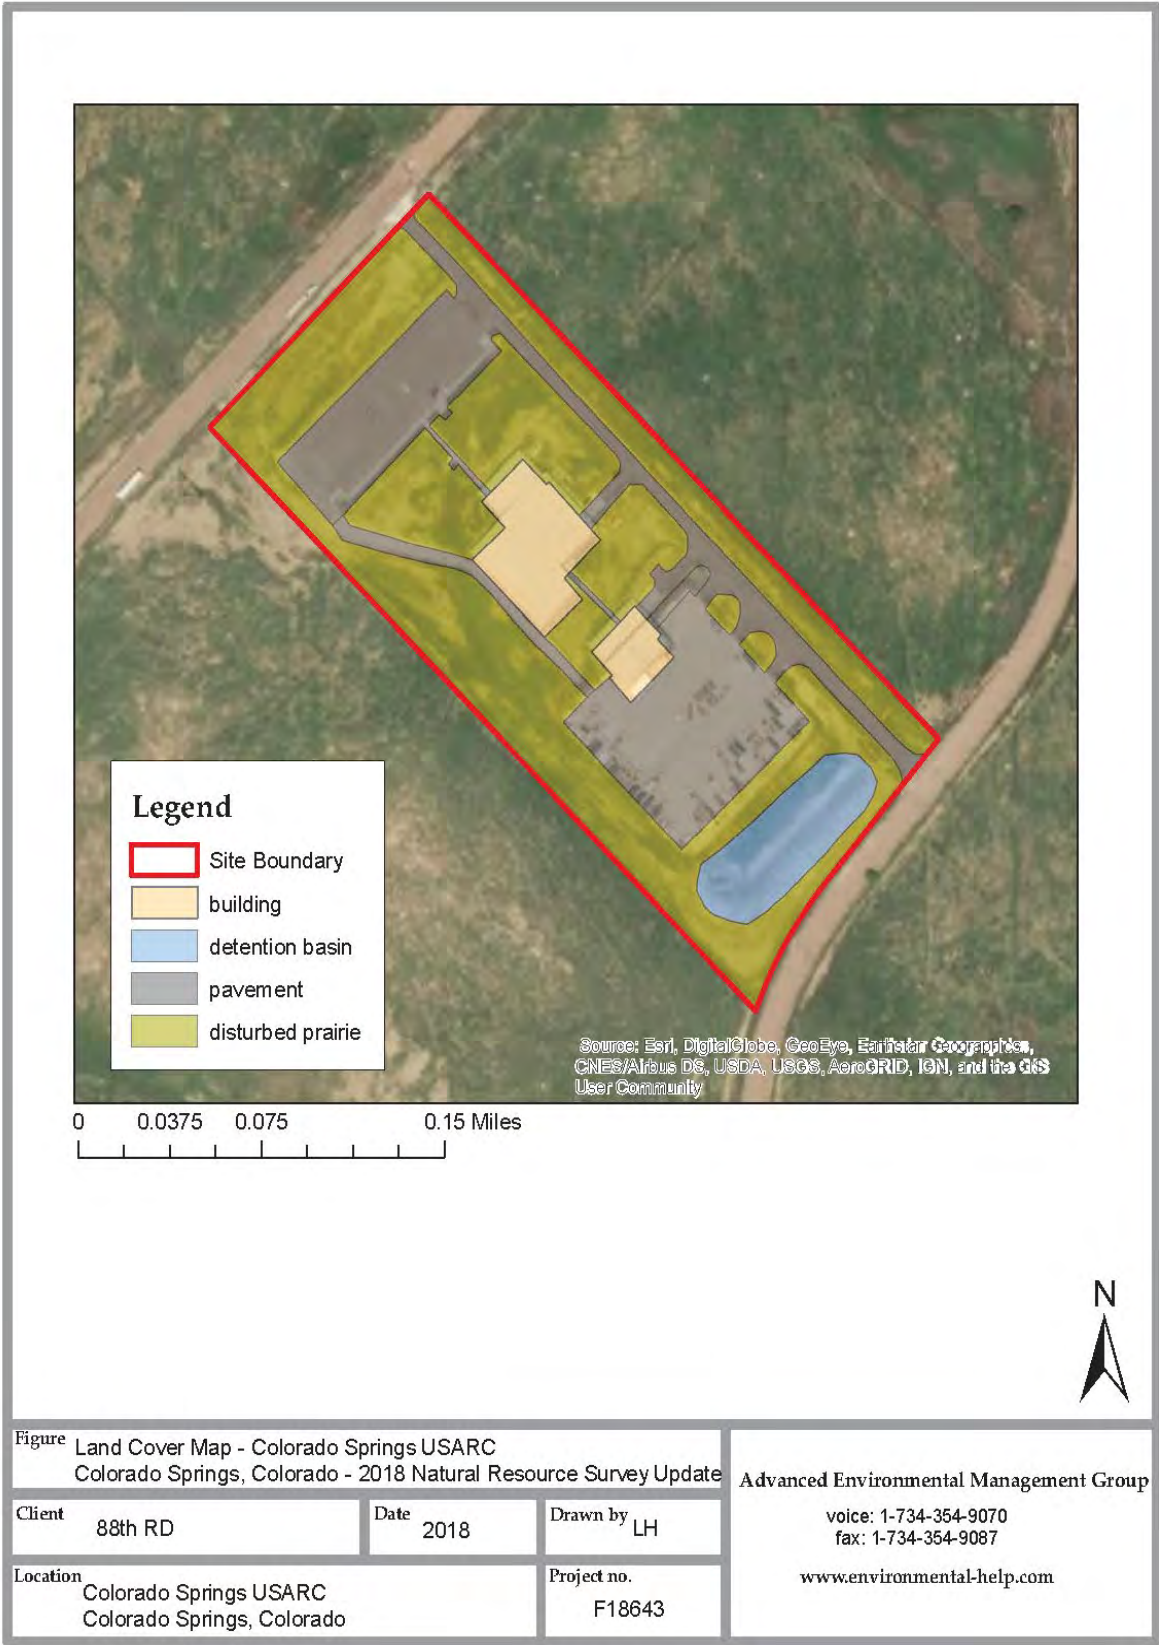 Legend
Site Boundary
building
detention basin
pavement
disturbed prairie
Source: Esri, DigitalGlobe, GeoEye, Earthstar Geographics,
CNES/Airbus DS, USDA, USGS, AeroGRID, IGN, and the GIS
User Community
0 0.0375 0.075 0.15 Miles
N
Figure
Land Cover Map - Colorado Springs USARC
Colorado Springs, Colorado - 2018 Natural Resource Survey Update
Client
88th RD
Date
2018
Drawn by
LH
Location
Colorado Springs USARC
Colorado Springs, Colorado
Project no.
F18643
Advanced Environmental Management Group
voice: 1-734-354-9070
fax: 1-734-354-9087
www.environmental-help.com